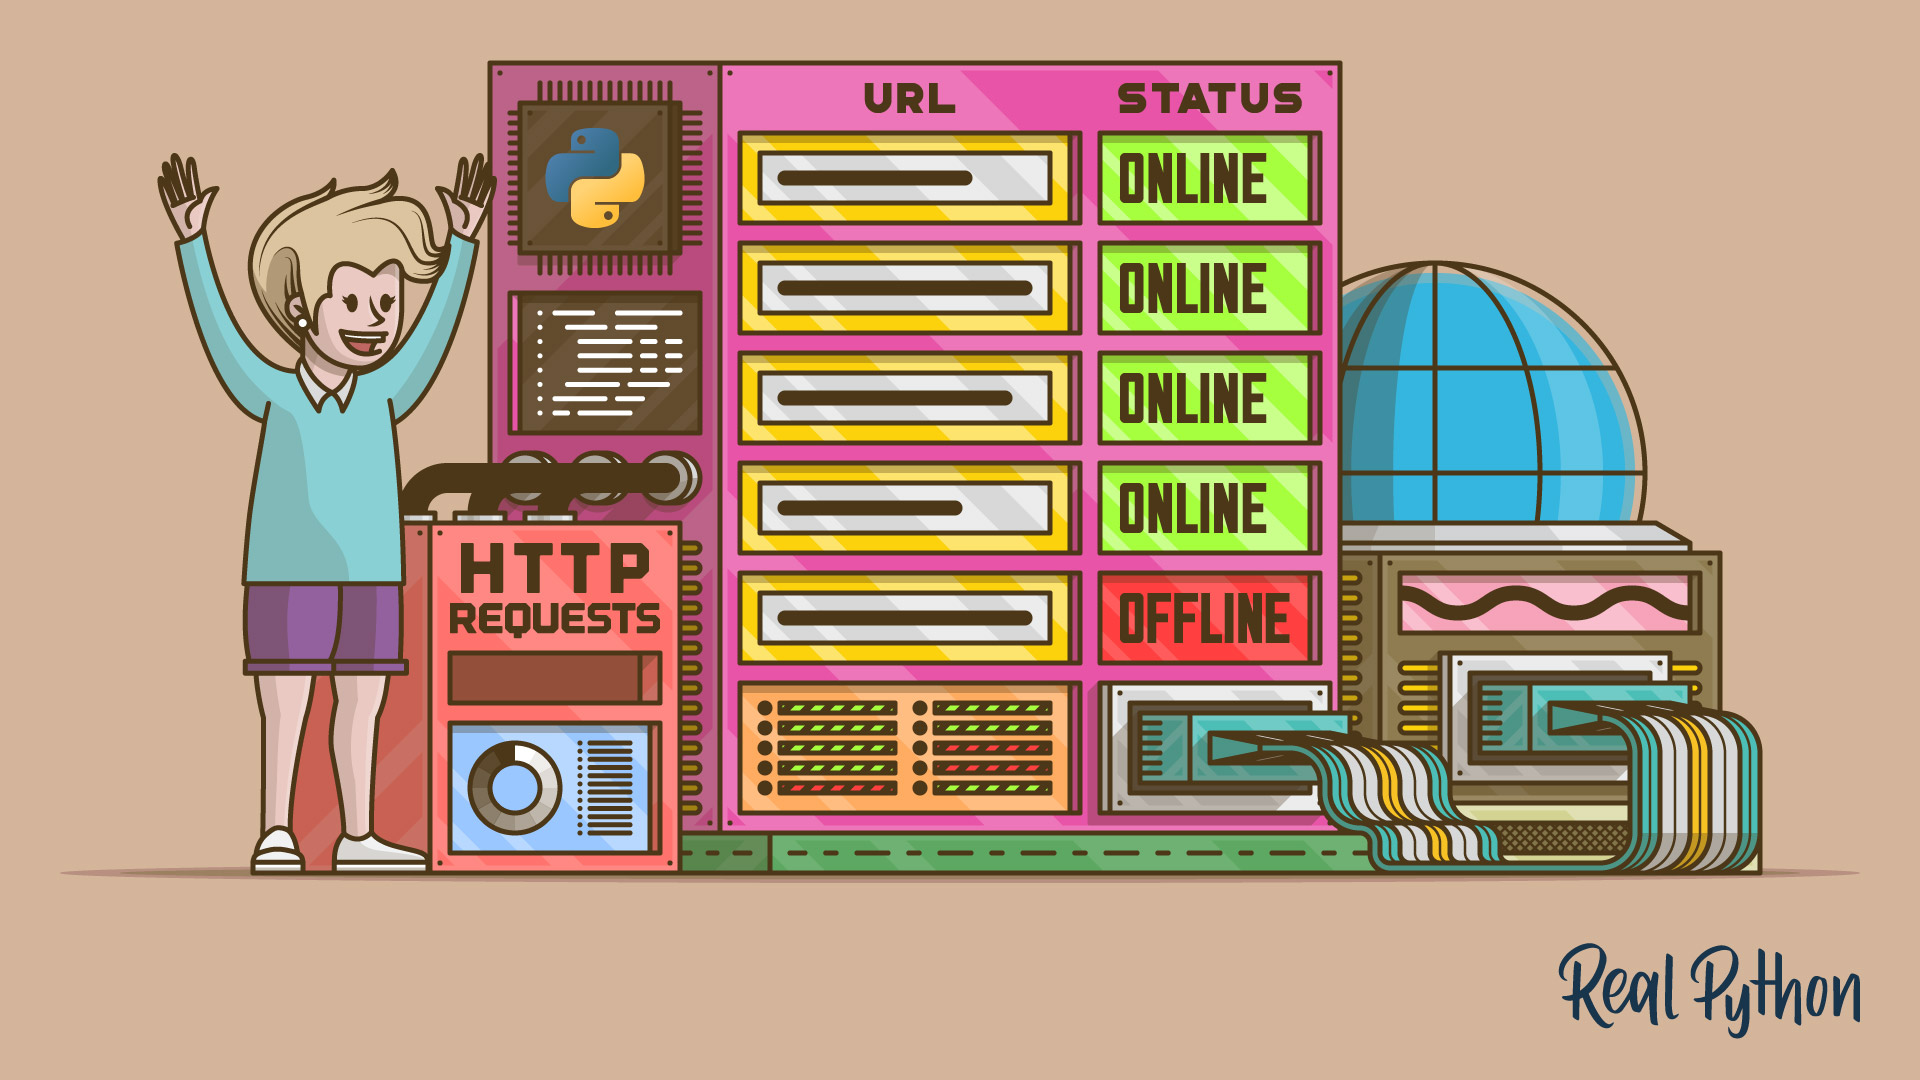 URL STATUS
ONLINE
ONLINE
ONLINE
ONLINE
OFFLINE
HTTP
REQUESTS
Real Python